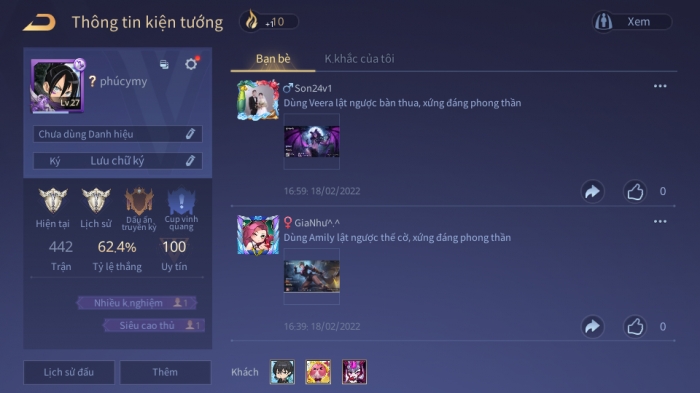 Thông tin kiện tướng
+10
Xem
Bạn bè
K.khắc của tôi
Lv.27
? phúcymy
Chưa dùng Danh hiệu
Ký Lưu chữ ký
Hiện tại
Lịch sử
Dấu ấn truyền kỳ
Cup vinh quang
442
62,4%
100
Trận
Tỷ lệ thắng
Uy tín
Nhiều k.nghiệm 1
Siêu cao thủ 1
Lịch sử đấu
Thêm
♂Son24v1
Dùng Veera lật ngược bàn thua, xứng đáng phong thần
16:59 18/02/2022
0
♀GiaNhư^.^
Dùng Amily lật ngược thế cờ, xứng đáng phong thần
16:39 18/02/2022
0
Khách